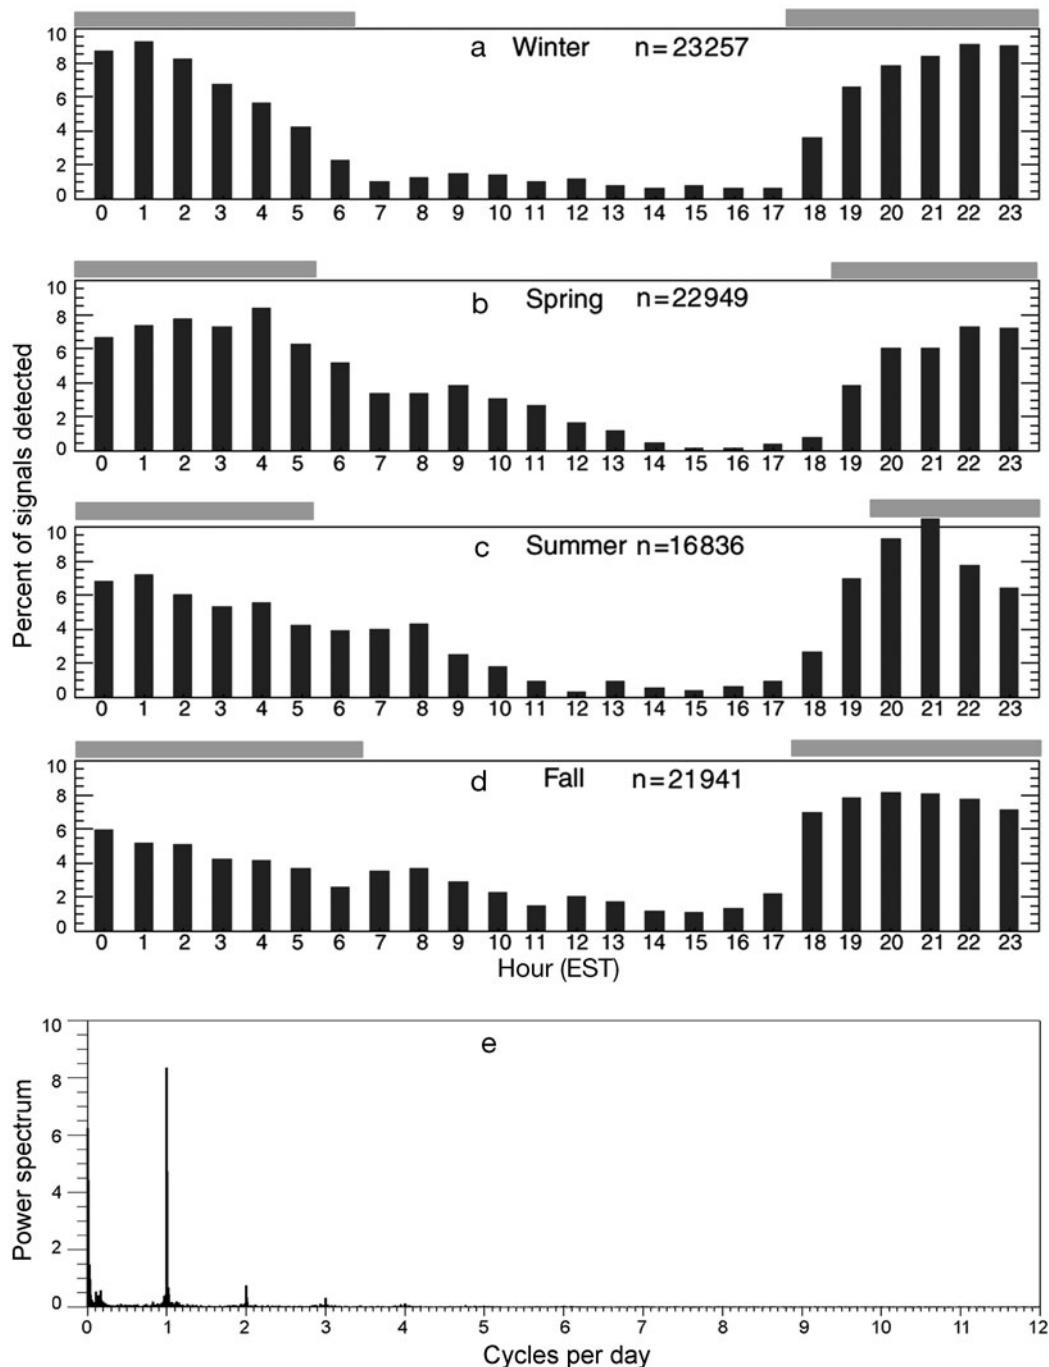 a Winter n=23257
10
8
6
4
2
0
0 1 2 3 4 5 6 7 8 9 10 11 12 13 14 15 16 17 18 19 20 21 22 23
b Spring n=22949
10
8
6
4
2
0
0 1 2 3 4 5 6 7 8 9 10 11 12 13 14 15 16 17 18 19 20 21 22 23
Percent of signals detected
c Summer n=16836
10
8
6
4
2
0
0 1 2 3 4 5 6 7 8 9 10 11 12 13 14 15 16 17 18 19 20 21 22 23
d Fall n=21941
10
8
6
4
2
0
0 1 2 3 4 5 6 7 8 9 10 11 12 13 14 15 16 17 18 19 20 21 22 23
Hour (EST)
e
10
8
6
4
2
0
Power spectrum
0 1 2 3 4 5 6 7 8 9 10 11 12
Cycles per day